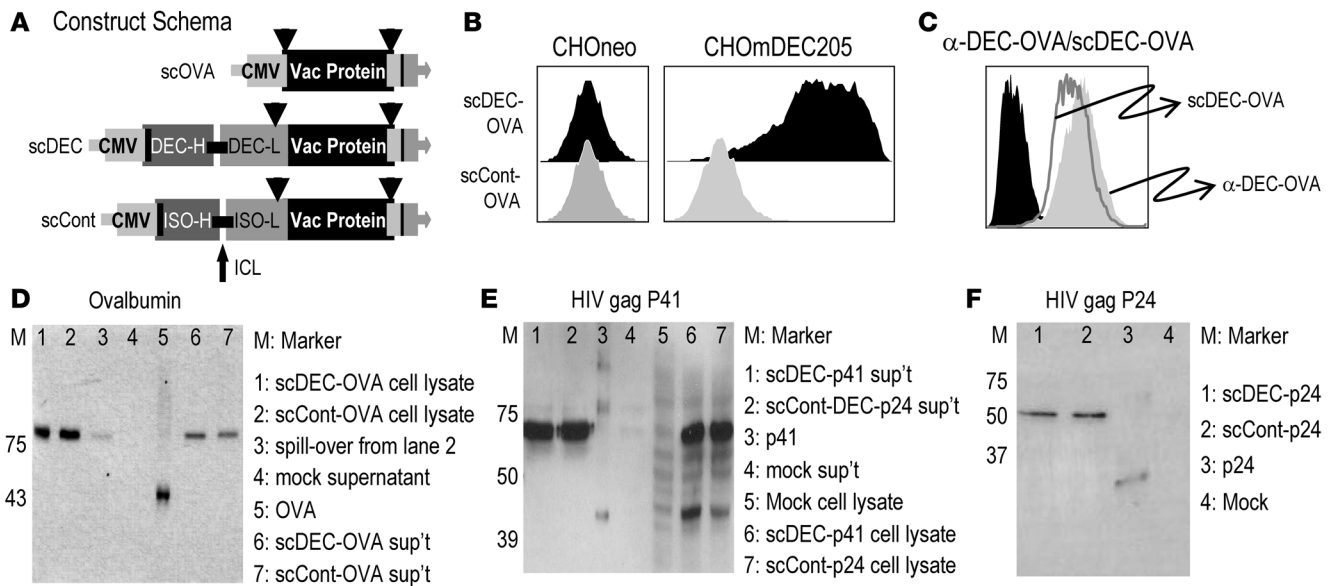 A Construct Schema
scOVA CMV Vac Protein
scDEC CMV DEC-H DEC-L Vac Protein
scCont CMV ISO-H ISO-L Vac Protein
ICL
B
CHOneo CHOmDEC205
scDEC-
OVA
scCont-
OVA
C
α-DEC-OVA/scDEC-OVA
scDEC-OVA
α-DEC-OVA
D Ovalbumin
M 1 2 3 4 5 6 7
75
43
M: Marker
1: scDEC-OVA cell lysate
2: scCont-OVA cell lysate
3: spill-over from lane 2
4: mock supernatant
5: OVA
6: scDEC-OVA sup't
7: scCont-OVA sup't
E HIV gag P41
M 1 2 3 4 5 6 7
75
50
39
M: Marker
1: scDEC-p41 sup't
2: scCont-DEC-p24 sup't
3: p41
4: mock sup't
5: Mock cell lysate
6: scDEC-p41 cell lysate
7: scCont-p24 cell lysate
F HIV gag P24
M 1 2 3 4
75
50
37
M: Marker
1: scDEC-p24
2: scCont-p24
3: p24
4: Mock